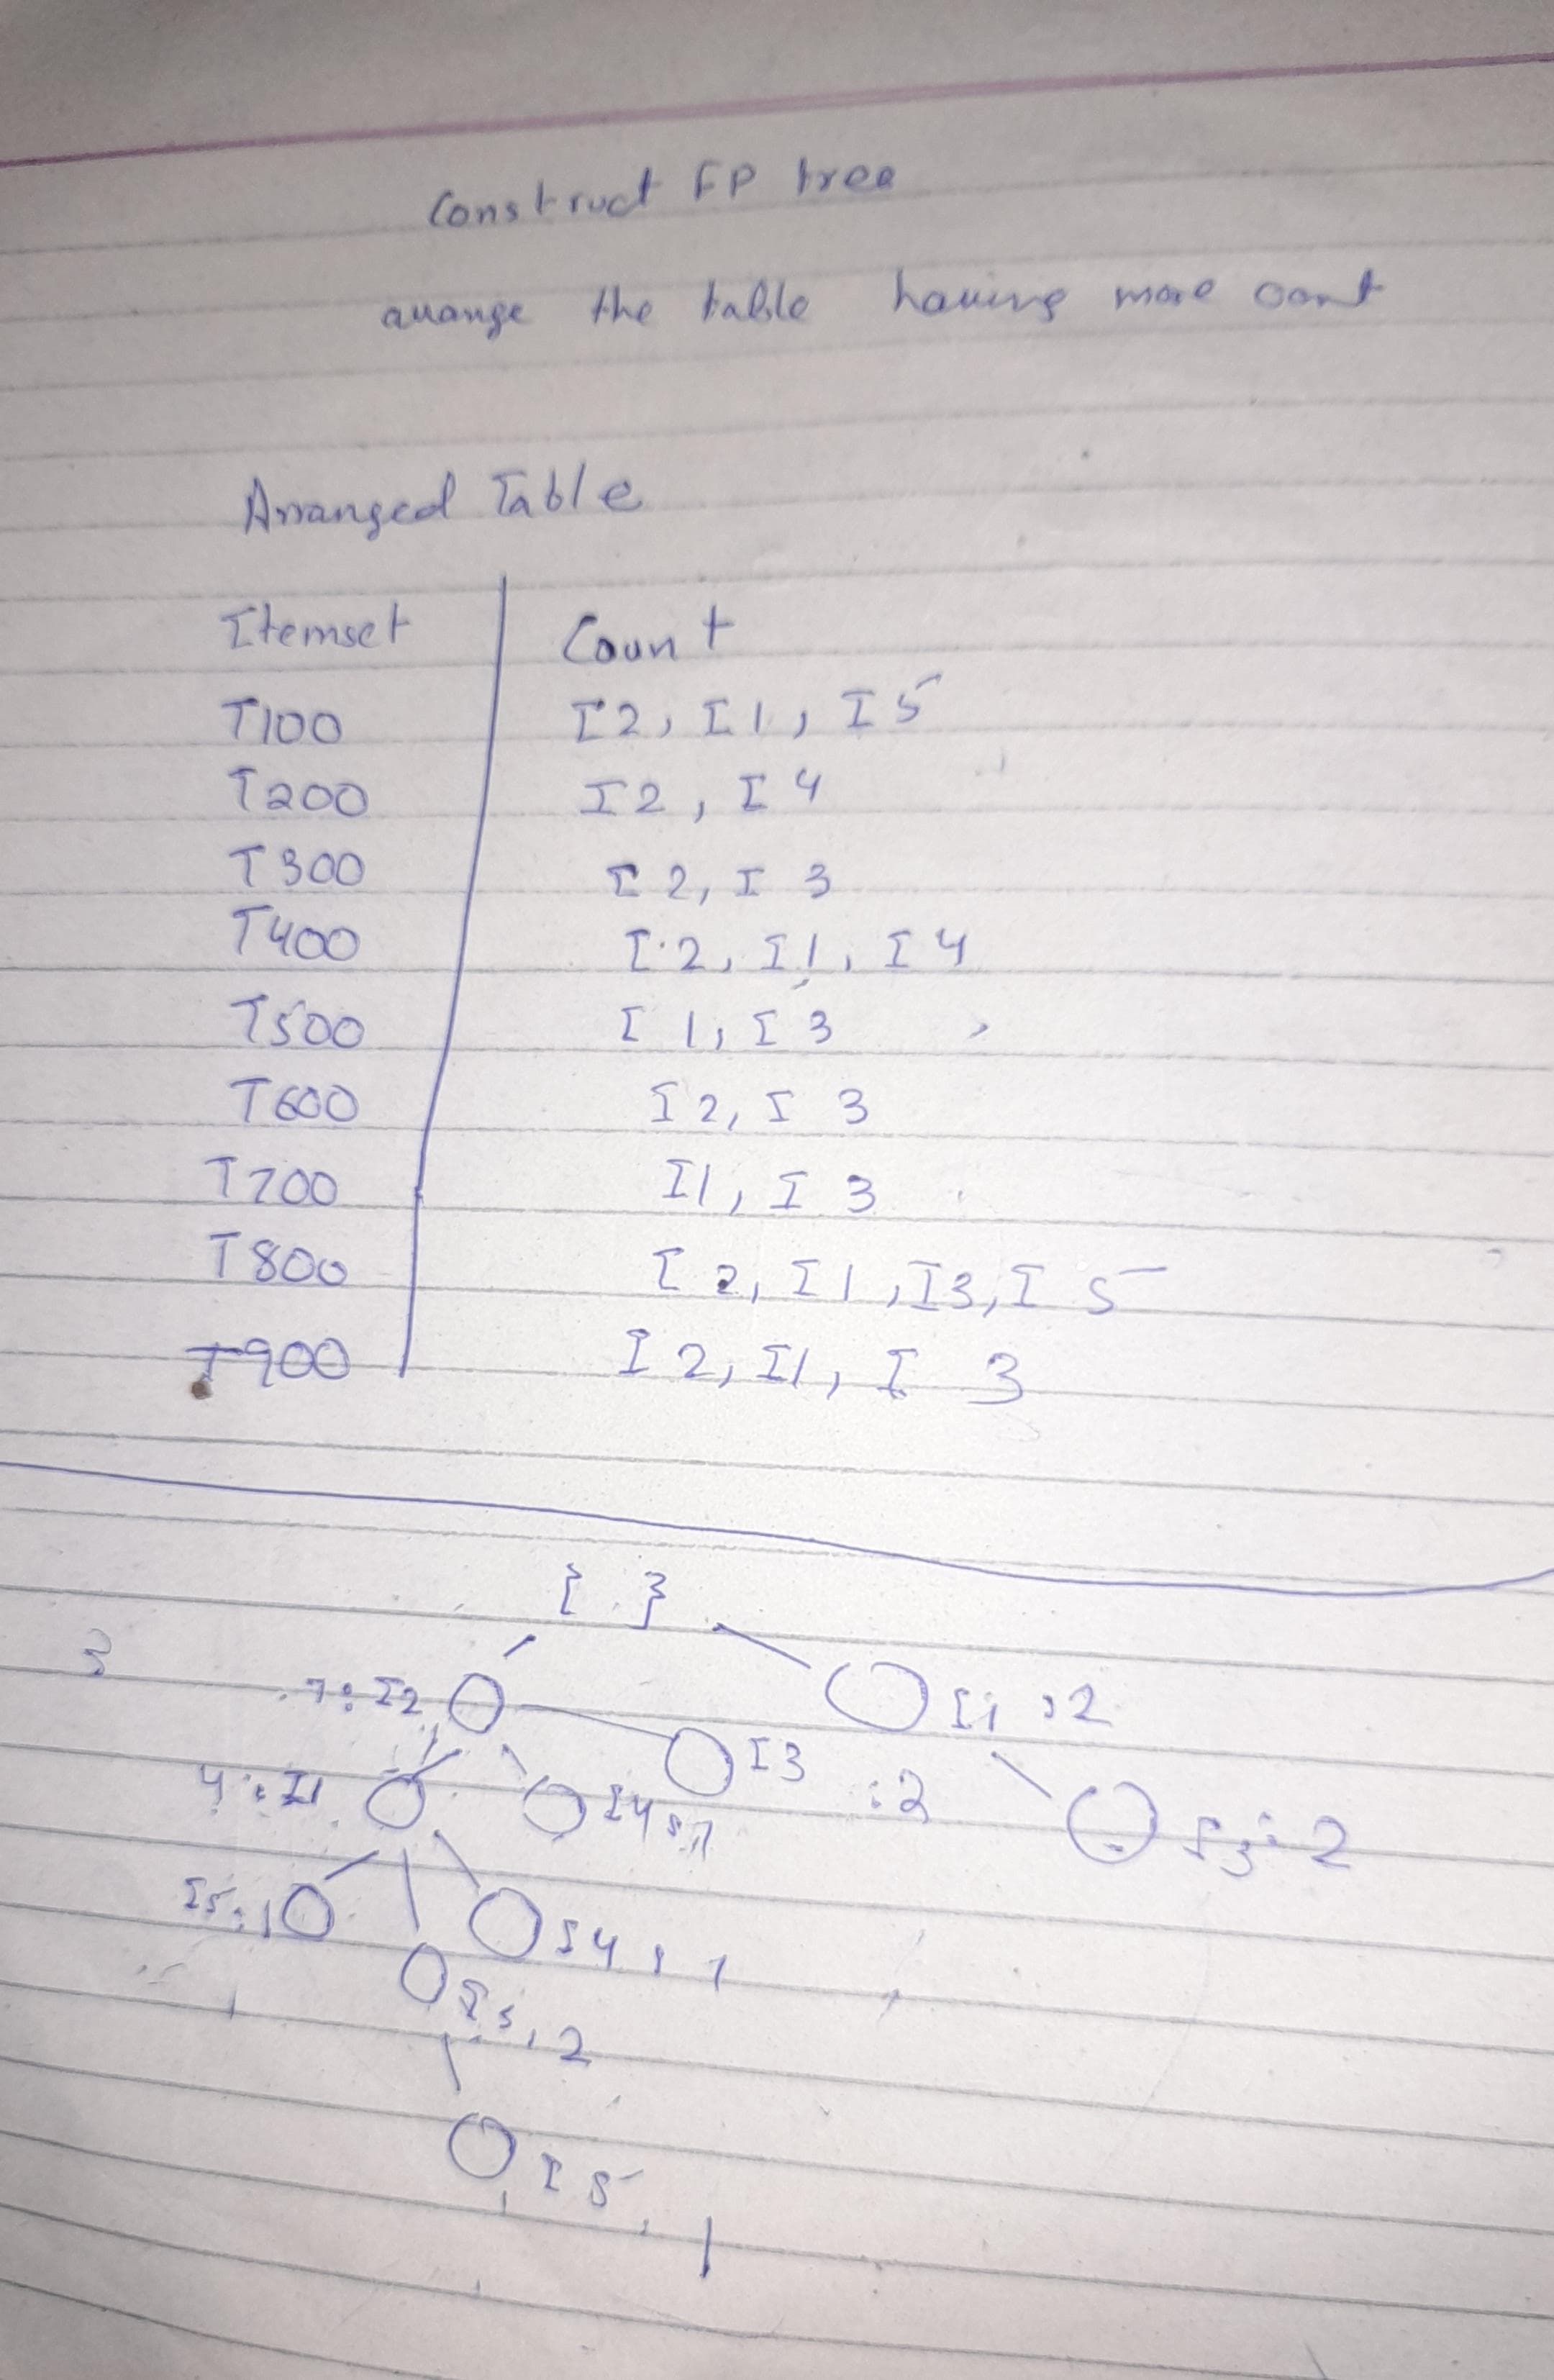 Construct FP tree
arrange the table having more count
Arranged Table
Itemset Count
T100 I2, I1, I5
T200 I2, I4
T300 I2, I3
T400 I2, I1, I4
T500 I1, I3
T600 I2, I3
T700 I1, I3
T800 I2, I1, I3, I5
T900 I2, I1, I3
{ }
7:I2 I1:2
4:I1 I4:1 I3:2 I3:2
I5:1 I4:1
:2
I5:1